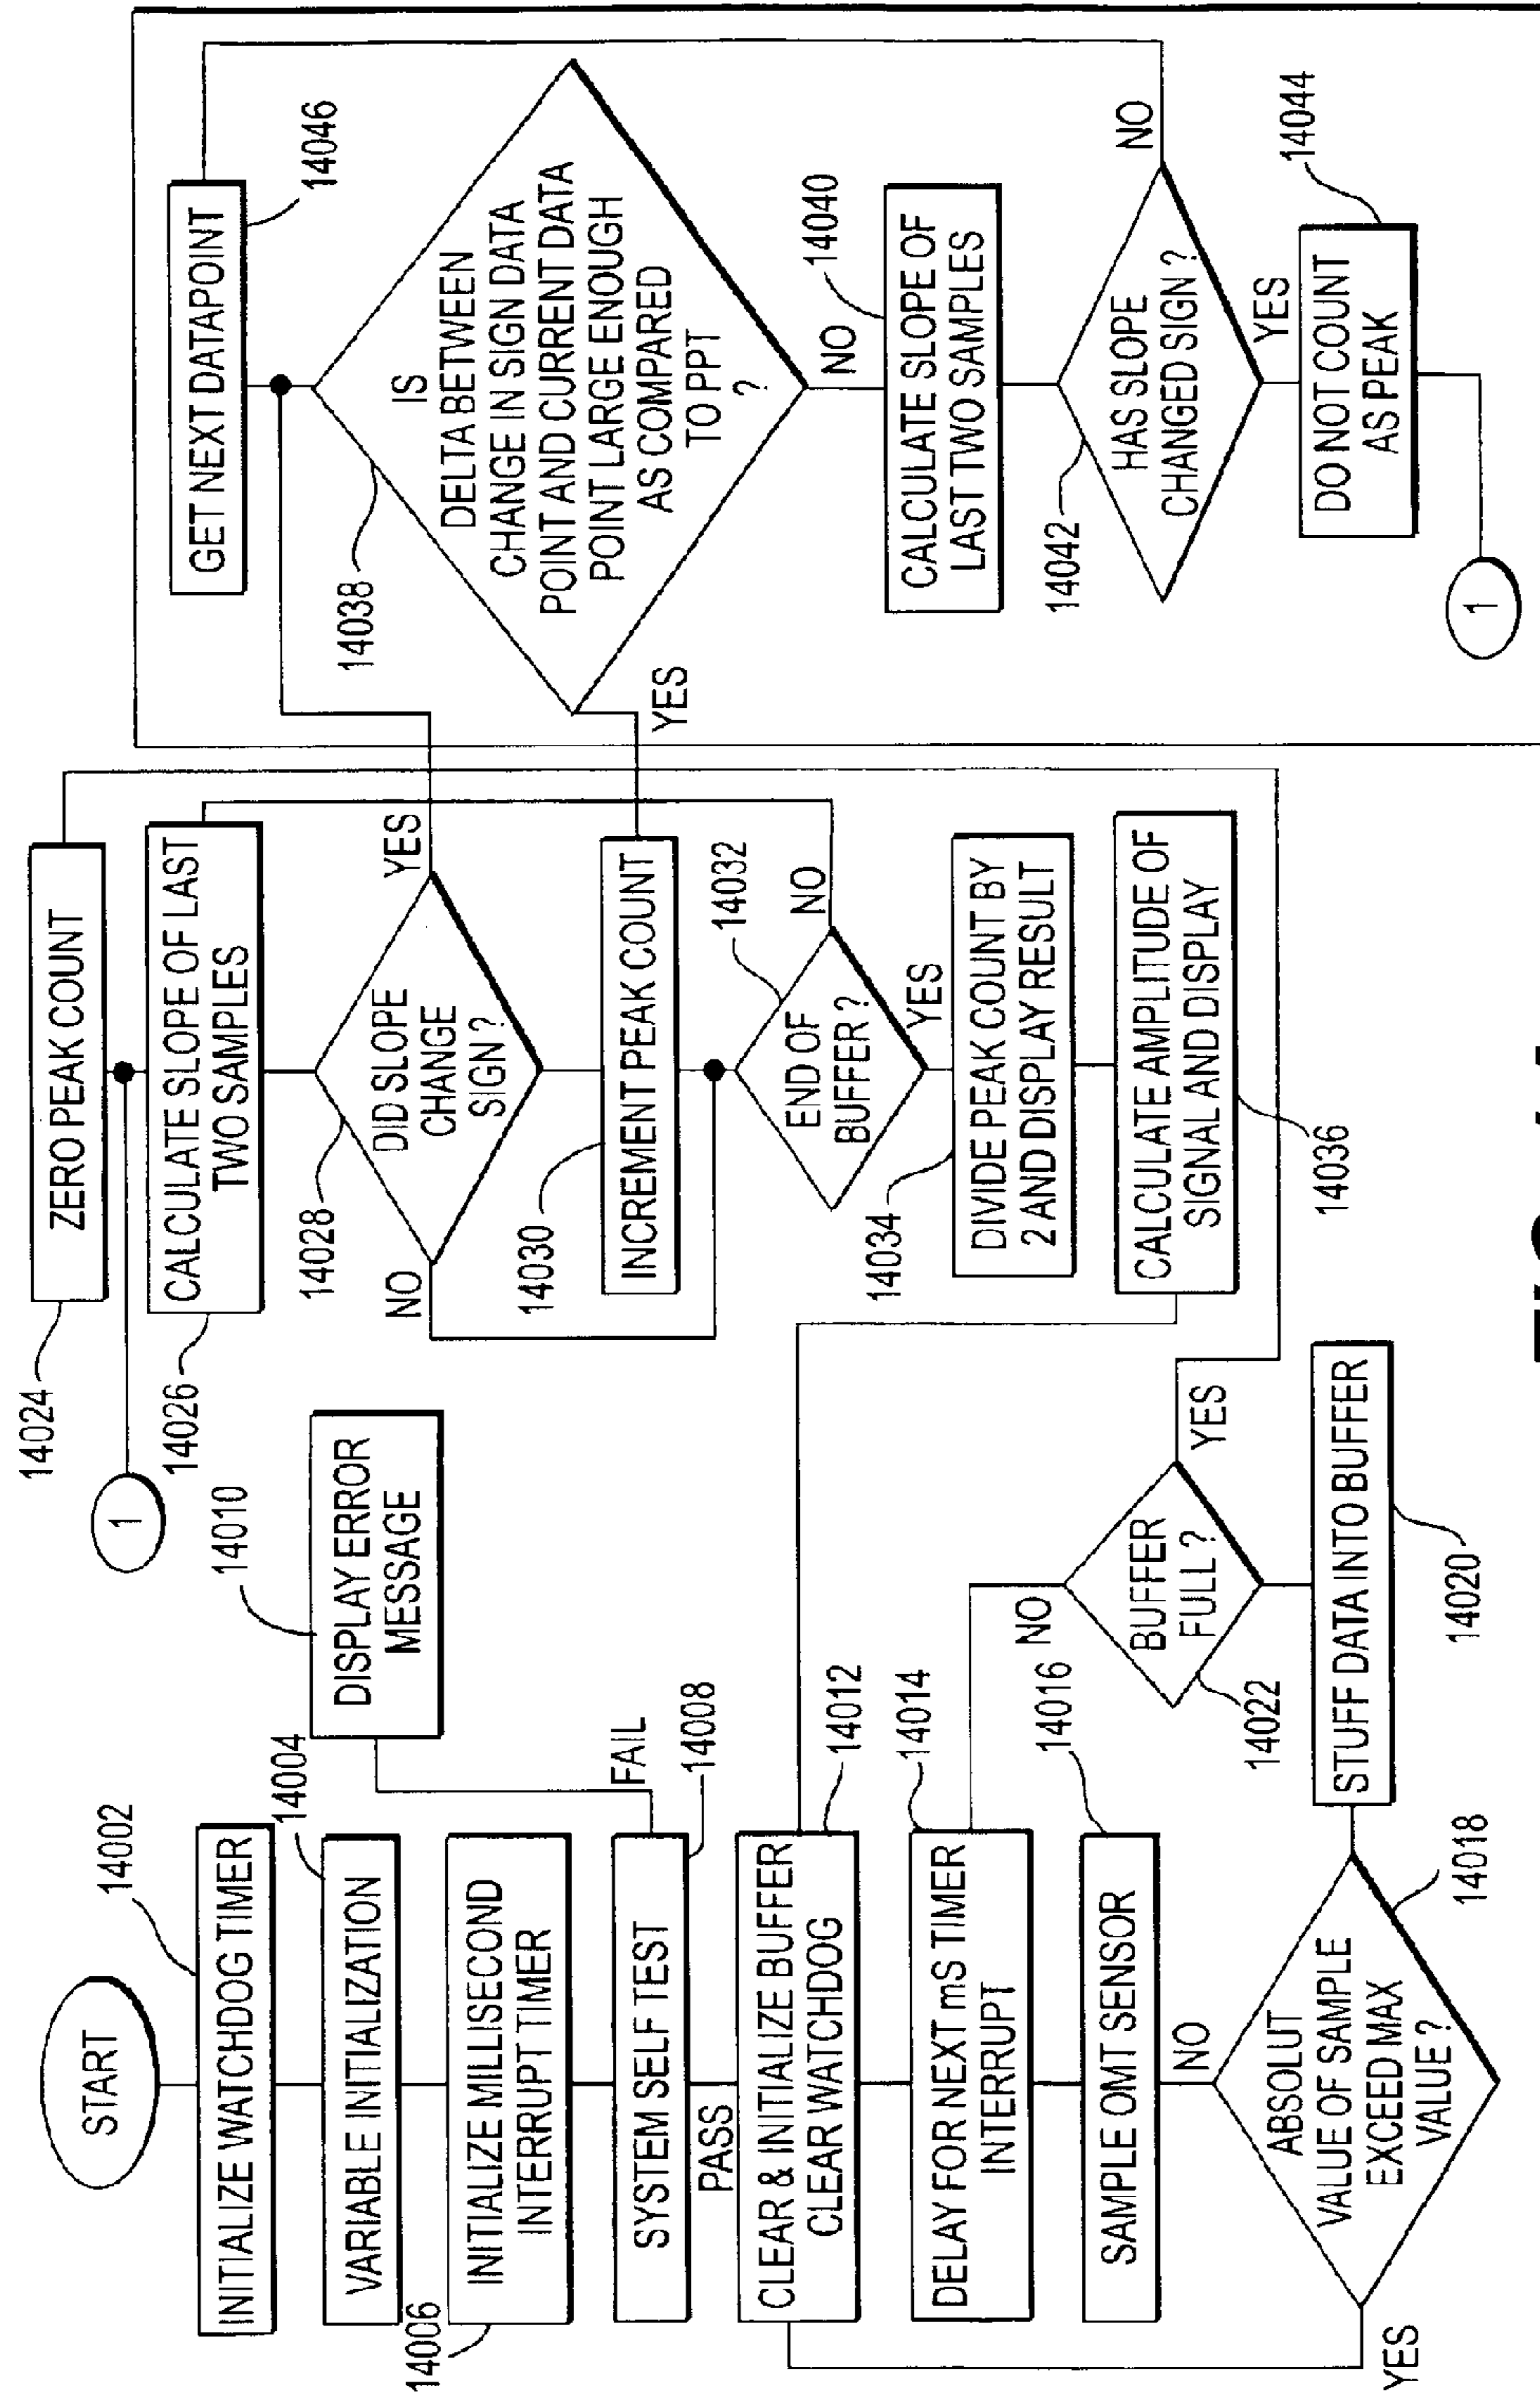 START
14002
INITIALIZE WATCHDOG TIMER
14004
VARIABLE INITIALIZATION
14006
INITIALIZE MILLISECOND
INTERRUPT TIMER
SYSTEM SELF TEST
14008
FAIL
PASS
14010
DISPLAY ERROR
MESSAGE
CLEAR & INITIALIZE BUFFER
CLEAR WATCHDOG
14012
DELAY FOR NEXT mS TIMER
INTERRUPT
14014
SAMPLE OMT SENSOR
14016
NO
ABSOLUT
VALUE OF SAMPLE
EXCEED MAX
VALUE ?
14018
YES
STUFF DATA INTO BUFFER
14020
BUFFER
FULL ?
14022
NO
YES
14024
ZERO PEAK COUNT
1
14026
CALCULATE SLOPE OF LAST
TWO SAMPLES
14028
DID SLOPE
CHANGE
SIGN ?
NO
YES
14030
INCREMENT PEAK COUNT
14032
END OF
BUFFER ?
NO
YES
14034
DIVIDE PEAK COUNT BY
2 AND DISPLAY RESULT
CALCULATE AMPLITUDE OF
SIGNAL AND DISPLAY
14036
GET NEXT DATAPOINT
14046
14038
IS
DELTA BETWEEN
CHANGE IN SIGN DATA
POINT AND CURRENT DATA
POINT LARGE ENOUGH
AS COMPARED
TO PPT
?
YES
NO
14040
CALCULATE SLOPE OF
LAST TWO SAMPLES
14042
HAS SLOPE
CHANGED SIGN ?
NO
YES
14044
DO NOT COUNT
AS PEAK
1